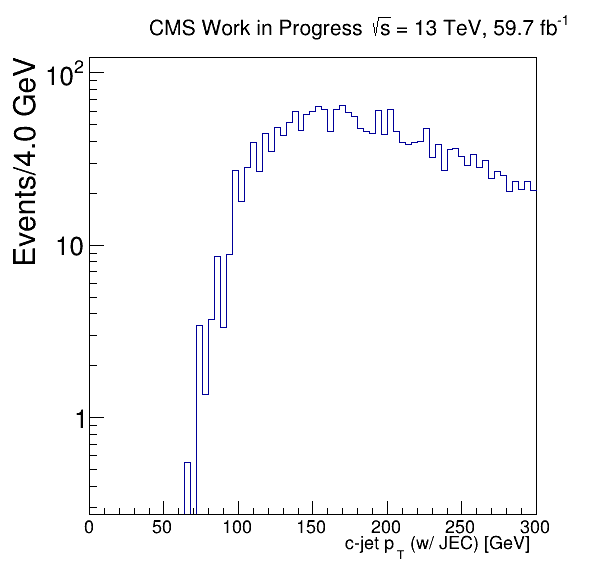 CMS Work in Progress √s = 13 TeV, 59.7 fb⁻¹
Events/4.0 GeV
10²
10
1
0 50 100 150 200 250 300
c-jet p_T (w/ JEC) [GeV]